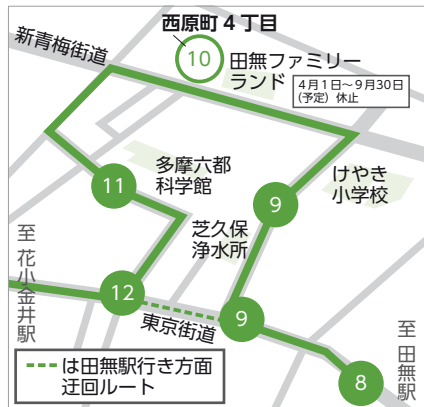 西原町4丁目
新青梅街道
10
田無ファミリー
ランド
4月1日〜9月30日
(予定) 休止
多摩六都
科学館
11
けやき
小学校
9
芝久保
浄水所
至 花小金井駅
12
東京街道
9
至 田無駅
8
は田無駅行き方面
迂回ルート